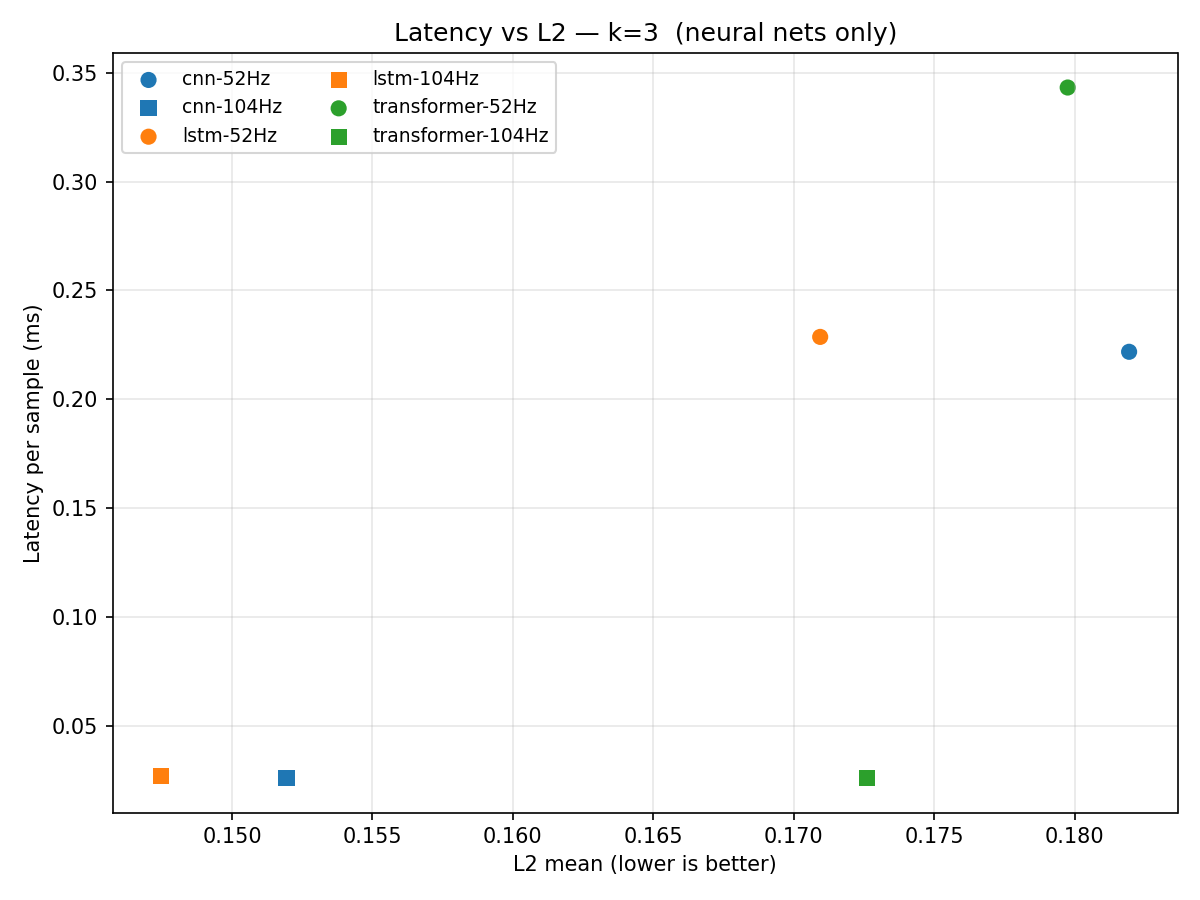 Latency vs L2 — k=3  (neural nets only)
cnn-52Hz
cnn-104Hz
lstm-52Hz
lstm-104Hz
transformer-52Hz
transformer-104Hz
Latency per sample (ms)
0.35
0.30
0.25
0.20
0.15
0.10
0.05
0.150 0.155 0.160 0.165 0.170 0.175 0.180
L2 mean (lower is better)